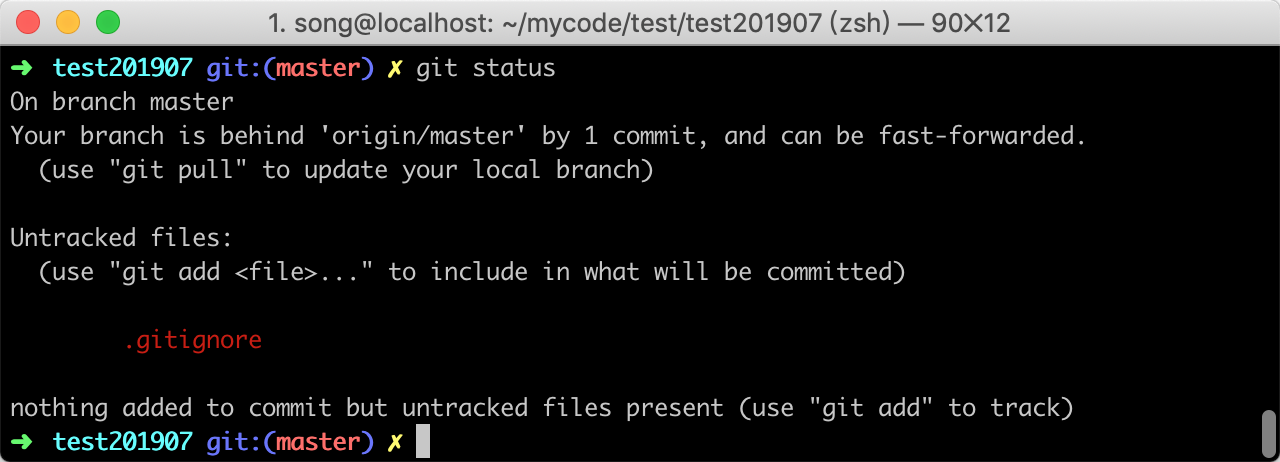 1. song@localhost: ~/mycode/test/test201907 (zsh) — 90×12
➜ test201907 git:(master) ✗ git status
On branch master
Your branch is behind 'origin/master' by 1 commit, and can be fast-forwarded.
  (use "git pull" to update your local branch)

Untracked files:
  (use "git add <file>..." to include in what will be committed)

        .gitignore

nothing added to commit but untracked files present (use "git add" to track)
➜ test201907 git:(master) ✗